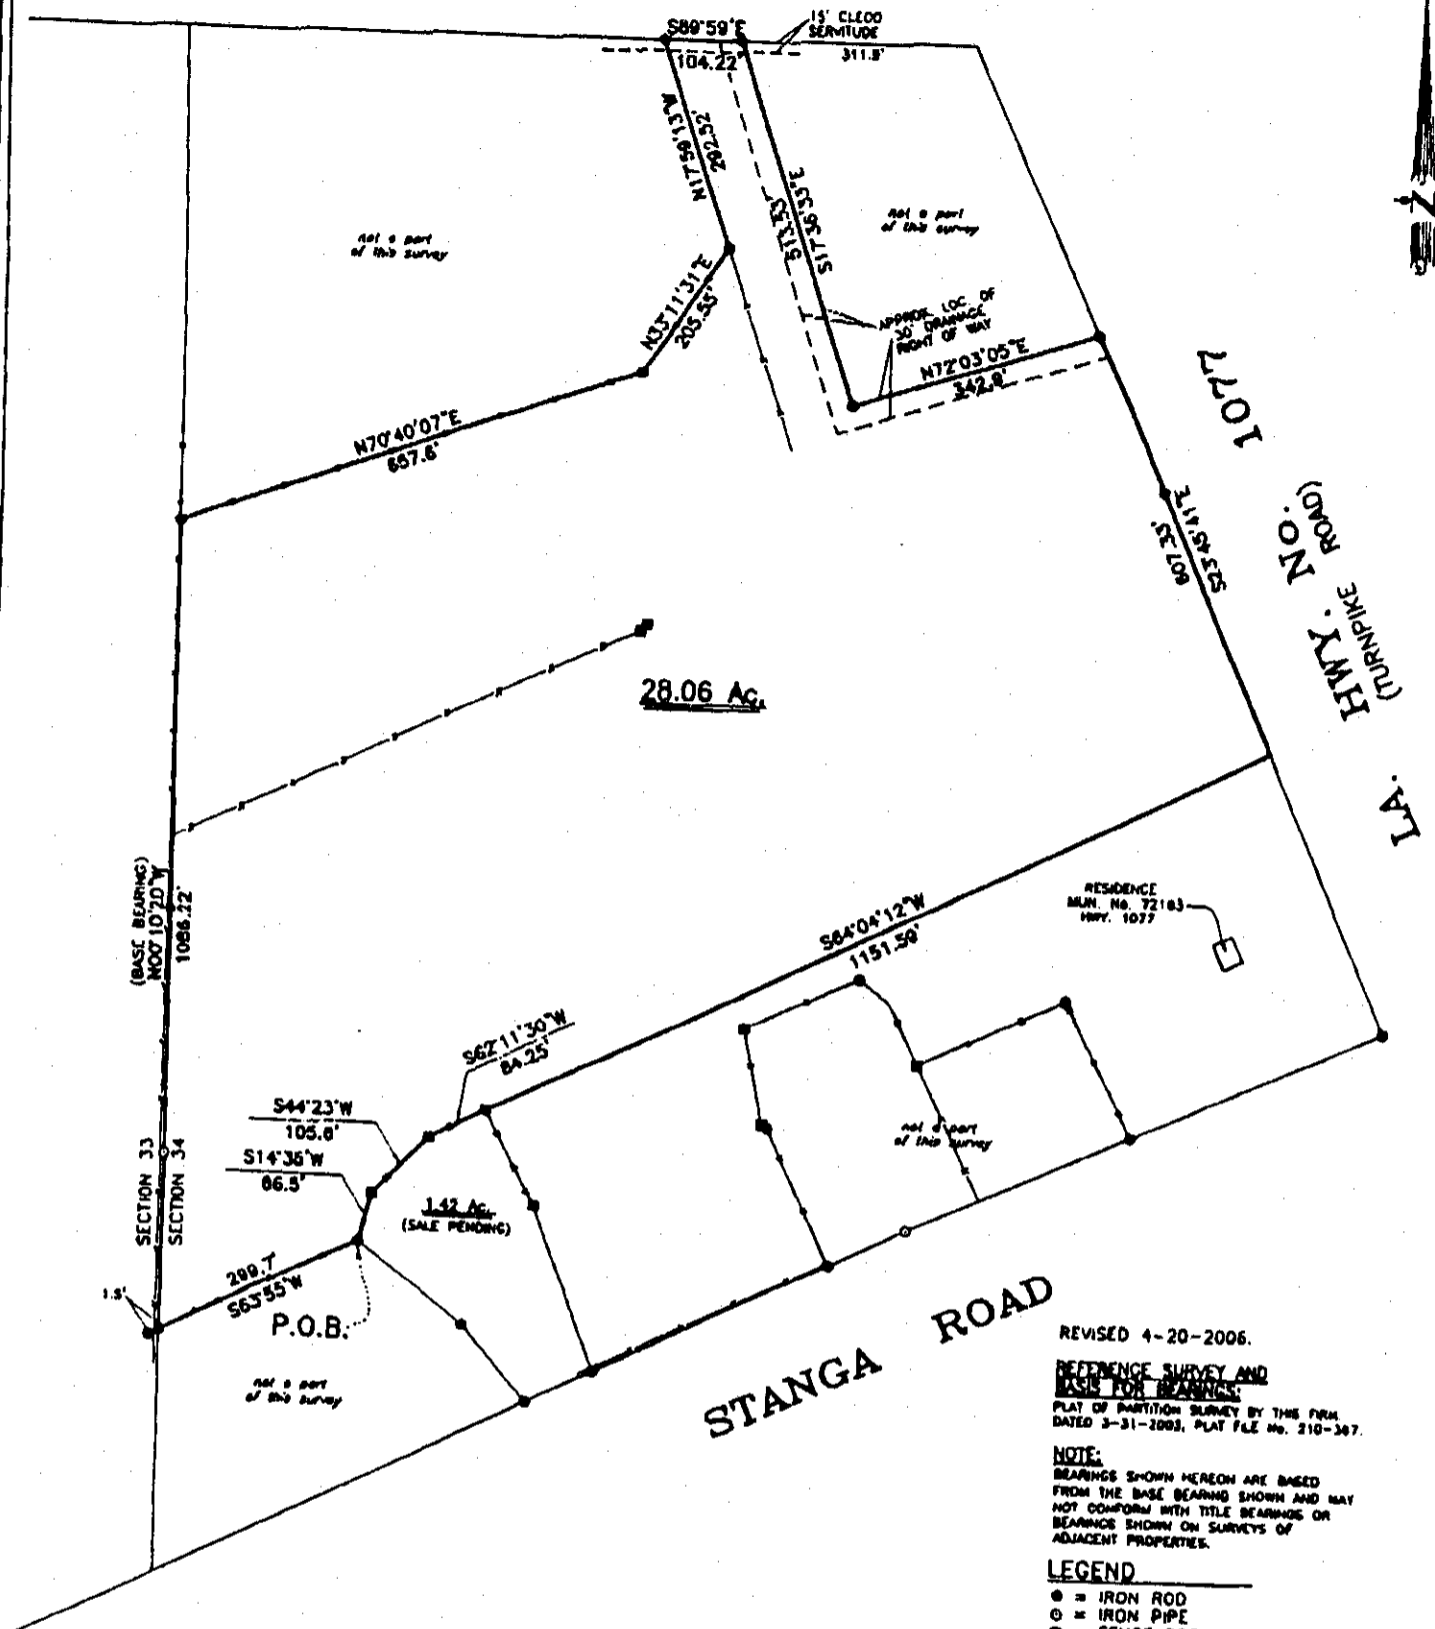 15' CLECO
SERVITUDE
S89°59'E
104.22'
311.5'
N17°59'13"W
292.52'
S17°36'33"E
513.53'
not a part
of this survey
not a part
of this survey
N33°11'31"E
205.55'
APPROX. LOC. OF
30' DRAINAGE
RIGHT OF WAY
N72°03'05"E
342.9'
N70°40'07"E
657.6'
LA. HWY. NO. 1077
(TURNPIKE ROAD)
S23°45'41"E
607.33'
28.06 Ac.
(BASE BEARING)
N00°10'20"W
1086.22'
RESIDENCE
MUN. No. 72183
HWY. 1077
S64°04'12"W
1151.59'
S62°11'30"W
84.25'
S44°23'W
105.6'
S14°36'W
66.5'
SECTION 33
SECTION 34
1.42 Ac.
(SALE PENDING)
not a part
of this survey
299.7'
S63°55'W
1.5'
P.O.B.
not a part
of this survey
STANGA ROAD
REVISED 4-20-2006.
REFERENCE SURVEY AND
BASIS FOR BEARINGS:
PLAT OF PARTITION SURVEY BY THIS FIRM
DATED 3-31-2003, PLAT FILE No. 210-367.
NOTE:
BEARINGS SHOWN HEREON ARE BASED
FROM THE BASE BEARING SHOWN AND MAY
NOT CONFORM WITH TITLE BEARINGS OR
BEARINGS SHOWN ON SURVEYS OF
ADJACENT PROPERTIES.
LEGEND
● = IRON ROD
○ = IRON PIPE